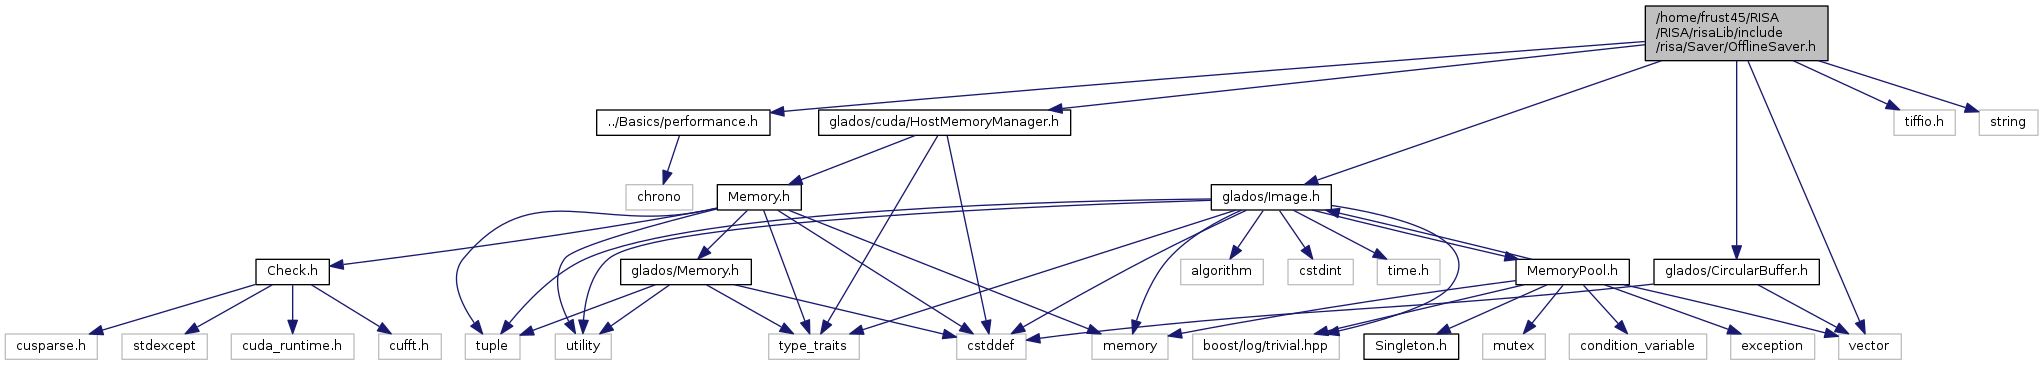 /home/frust45/RISA
/RISA/risaLib/include
/risa/Saver/OfflineSaver.h
../Basics/performance.h
glados/cuda/HostMemoryManager.h
tiffio.h
string
chrono
Memory.h
glados/Image.h
Check.h
glados/Memory.h
algorithm
cstdint
time.h
MemoryPool.h
glados/CircularBuffer.h
cusparse.h
stdexcept
cuda_runtime.h
cufft.h
tuple
utility
type_traits
cstddef
memory
boost/log/trivial.hpp
Singleton.h
mutex
condition_variable
exception
vector